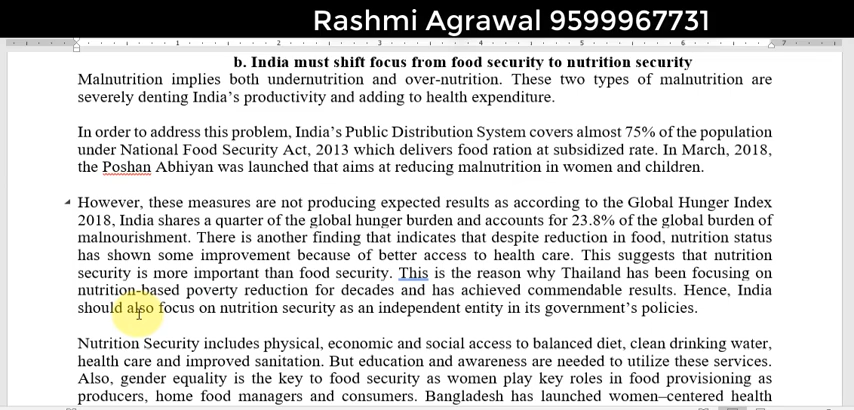 Rashmi Agrawal 9599967731
1 2 3 4 5 6 7
b. India must shift focus from food security to nutrition security
Malnutrition implies both undernutrition and over-nutrition. These two types of malnutrition are
severely denting India's productivity and adding to health expenditure.
In order to address this problem, India's Public Distribution System covers almost 75% of the population
under National Food Security Act, 2013 which delivers food ration at subsidized rate. In March, 2018,
the Poshan Abhiyan was launched that aims at reducing malnutrition in women and children.
However, these measures are not producing expected results as according to the Global Hunger Index
2018, India shares a quarter of the global hunger burden and accounts for 23.8% of the global burden of
malnourishment. There is another finding that indicates that despite reduction in food, nutrition status
has shown some improvement because of better access to health care. This suggests that nutrition
security is more important than food security. This is the reason why Thailand has been focusing on
nutrition-based poverty reduction for decades and has achieved commendable results. Hence, India
should also focus on nutrition security as an independent entity in its government's policies.
Nutrition Security includes physical, economic and social access to balanced diet, clean drinking water,
health care and improved sanitation. But education and awareness are needed to utilize these services.
Also, gender equality is the key to food security as women play key roles in food provisioning as
producers, home food managers and consumers. Bangladesh has launched women–centered health